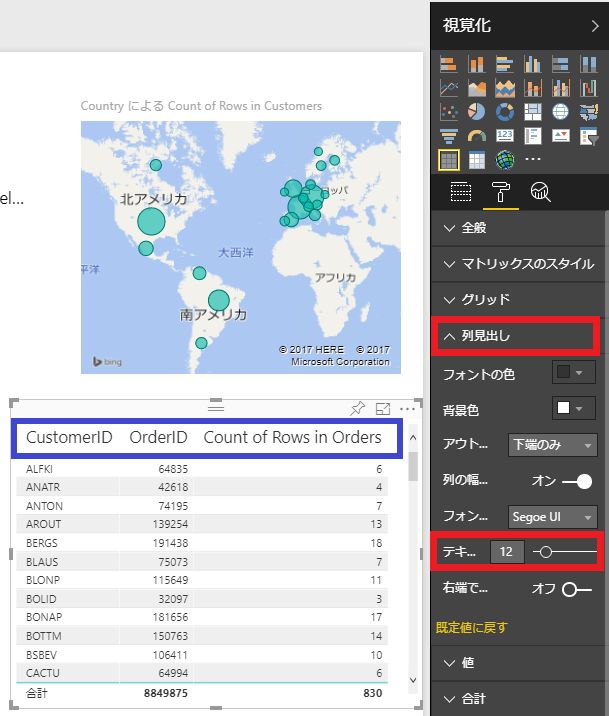 視覚化
Country による Count of Rows in Customers
el...
北アメリカ
大西洋
平洋
アフリカ
南アメリカ
© 2017 HERE © 2017
Microsoft Corporation
bing
CustomerID OrderID Count of Rows in Orders
ALFKI 64835 6
ANATR 42618 4
ANTON 74195 7
AROUT 139254 13
BERGS 191438 18
BLAUS 75073 7
BLONP 115649 11
BOLID 32097 3
BONAP 181656 17
BOTTM 150763 14
BSBEV 106411 10
CACTU 64994 6
合計 8849875 830
123
全般
マトリックスのスタイル
グリッド
列見出し
フォントの色
背景色
アウト... 下端のみ
列の幅... オン
フォン... Segoe UI
テキ... 12
右端で... オフ
既定値に戻す
値
合計